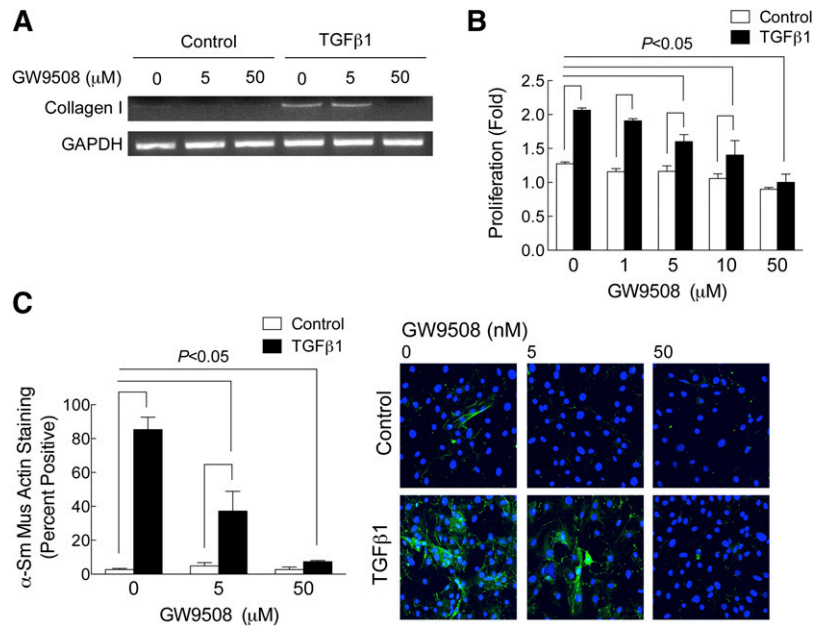 A
Control
TGFβ1
GW9508 (μM)
0
5
50
0
5
50
Collagen I
GAPDH
B
Control
TGFβ1
P<0.05
Proliferation (Fold)
2.5
2.0
1.5
1.0
0.5
0.0
0
1
5
10
50
GW9508 (μM)
C
Control
TGFβ1
P<0.05
α-Sm Mus Actin Staining
(Percent Positive)
100
80
60
40
20
0
0
5
50
GW9508 (μM)
GW9508 (nM)
0
5
50
Control
TGFβ1